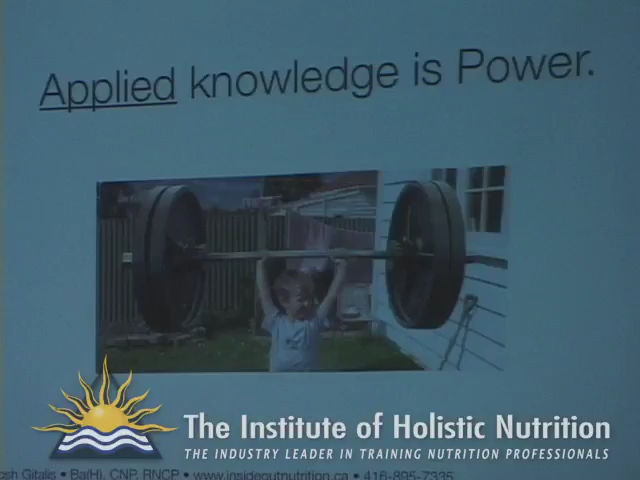 Applied knowledge is Power.
The Institute of Holistic Nutrition
THE INDUSTRY LEADER IN TRAINING NUTRITION PROFESSIONALS
Gitalis • Ba(H), CNP, RNCP • www.insideoutnutrition.ca • 416-895-7335